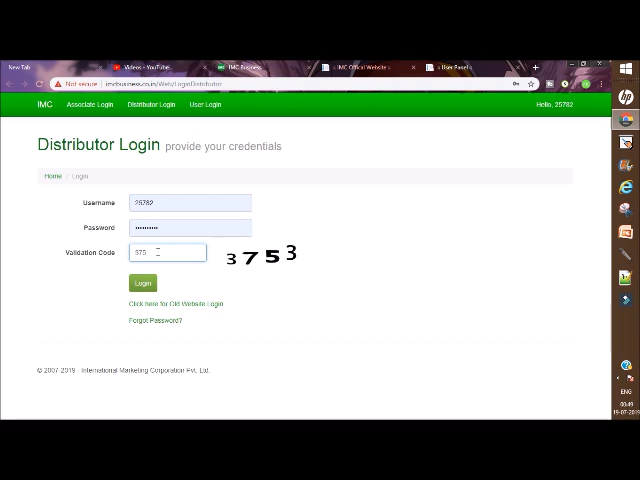 New Tab
Videos - YouTube
IMC Business
:: IMC Offical Website ::
:: User Panel ::
Not secure | imcbusiness.co.in/Web/LoginDistributor
IMC Associate Login Distributor Login User Login Hello, 25782
Distributor Login provide your credentials
Home / Login
Username 25782
Password ••••••••••
Validation Code 375
3753
Login
Click here for Old Website Login
Forgot Password?
© 2007-2019 - International Marketing Corporation Pvt. Ltd.
hp
ENG
00:49
19-07-2019